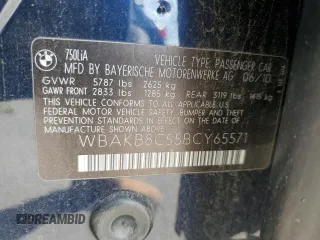 750LiA
VEHICLE TYPE PASSENGER CAR
MFD BY BAYERISCHE MOTORENWERKE AG 06/10
GVWR 5787 lbs 2625 kg
GAWR FRONT 2833 lbs 1285 kg REAR 3119 lbs 1415 kg
THIS VEHICLE CONFORMS TO ALL APPLICABLE U.S.
FEDERAL MOTOR VEHICLE SAFETY, BUMPER, AND
THEFT PREVENTION STANDARDS IN EFFECT ON THE
DATE OF MANUFACTURE SHOWN ABOVE.
WBAKB8C55BCY65571
DREAMBID